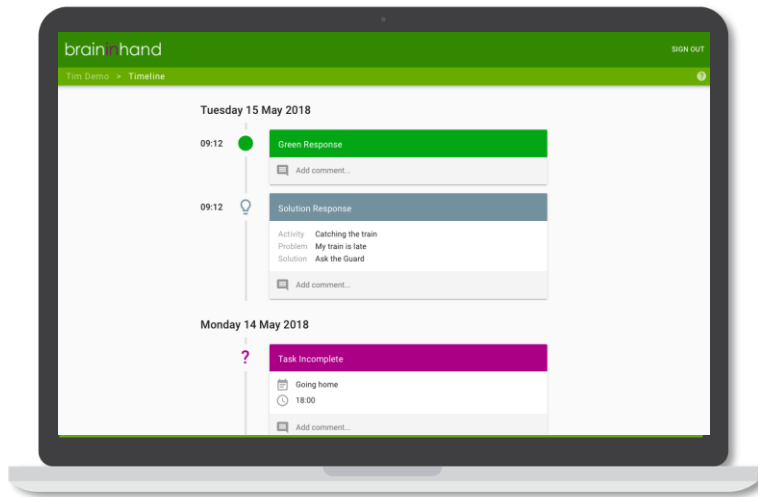 braininhand
SIGN OUT
Tim Demo > Timeline
?
Tuesday 15 May 2018
09:12
Green Response
Add comment...
09:12
Solution Response
Activity Catching the train
Problem My train is late
Solution Ask the Guard
Add comment...
Monday 14 May 2018
?
Task Incomplete
Going home
18:00
Add comment...